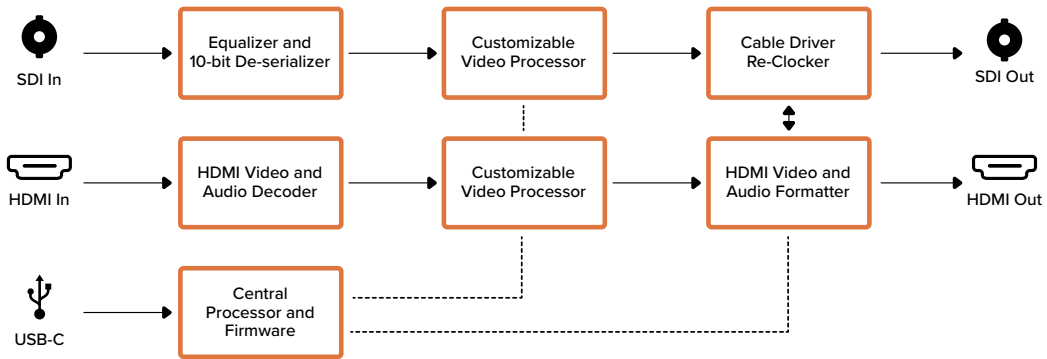 SDI In
Equalizer and
10-bit De-serializer
Customizable
Video Processor
Cable Driver
Re-Clocker
SDI Out
HDMI In
HDMI Video and
Audio Decoder
Customizable
Video Processor
HDMI Video and
Audio Formatter
HDMI Out
USB-C
Central
Processor and
Firmware